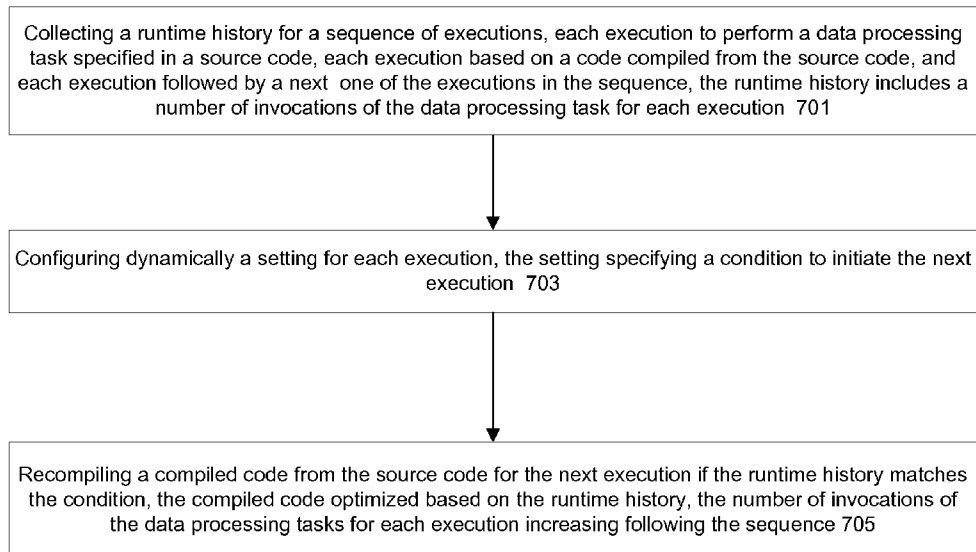 Collecting a runtime history for a sequence of executions, each execution to perform a data processing
task specified in a source code, each execution based on a code compiled from the source code, and
each execution followed by a next one of the executions in the sequence, the runtime history includes a
number of invocations of the data processing task for each execution 701
Configuring dynamically a setting for each execution, the setting specifying a condition to initiate the next
execution 703
Recompiling a compiled code from the source code for the next execution if the runtime history matches
the condition, the compiled code optimized based on the runtime history, the number of invocations of
the data processing tasks for each execution increasing following the sequence 705